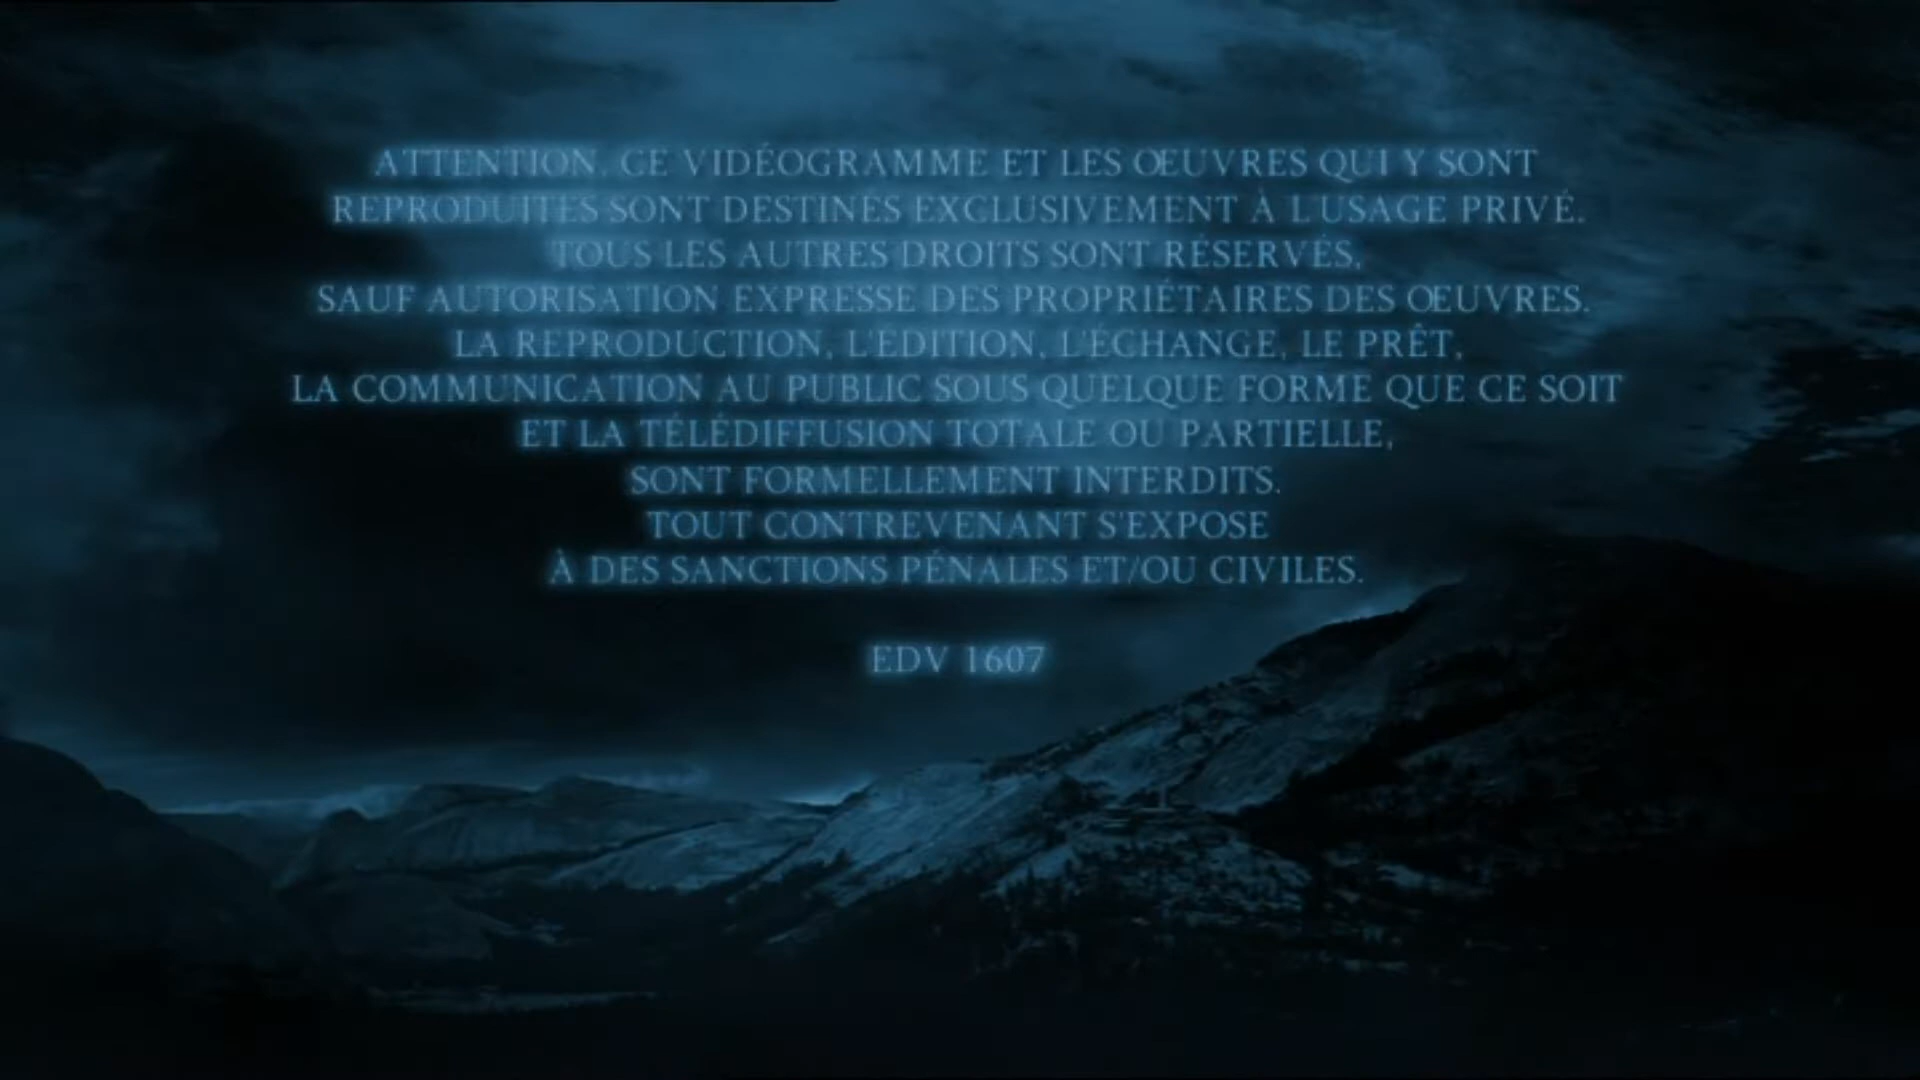 ATTENTION, CE VIDÉOGRAMME ET LES ŒUVRES QUI Y SONT
REPRODUITES SONT DESTINÉS EXCLUSIVEMENT À L'USAGE PRIVÉ.
TOUS LES AUTRES DROITS SONT RÉSERVÉS,
SAUF AUTORISATION EXPRESSE DES PROPRIÉTAIRES DES ŒUVRES.
LA REPRODUCTION, L'ÉDITION, L'ÉCHANGE, LE PRÊT,
LA COMMUNICATION AU PUBLIC SOUS QUELQUE FORME QUE CE SOIT
ET LA TÉLÉDIFFUSION TOTALE OU PARTIELLE,
SONT FORMELLEMENT INTERDITS.
TOUT CONTREVENANT S'EXPOSE
À DES SANCTIONS PÉNALES ET/OU CIVILES.
EDV 1607